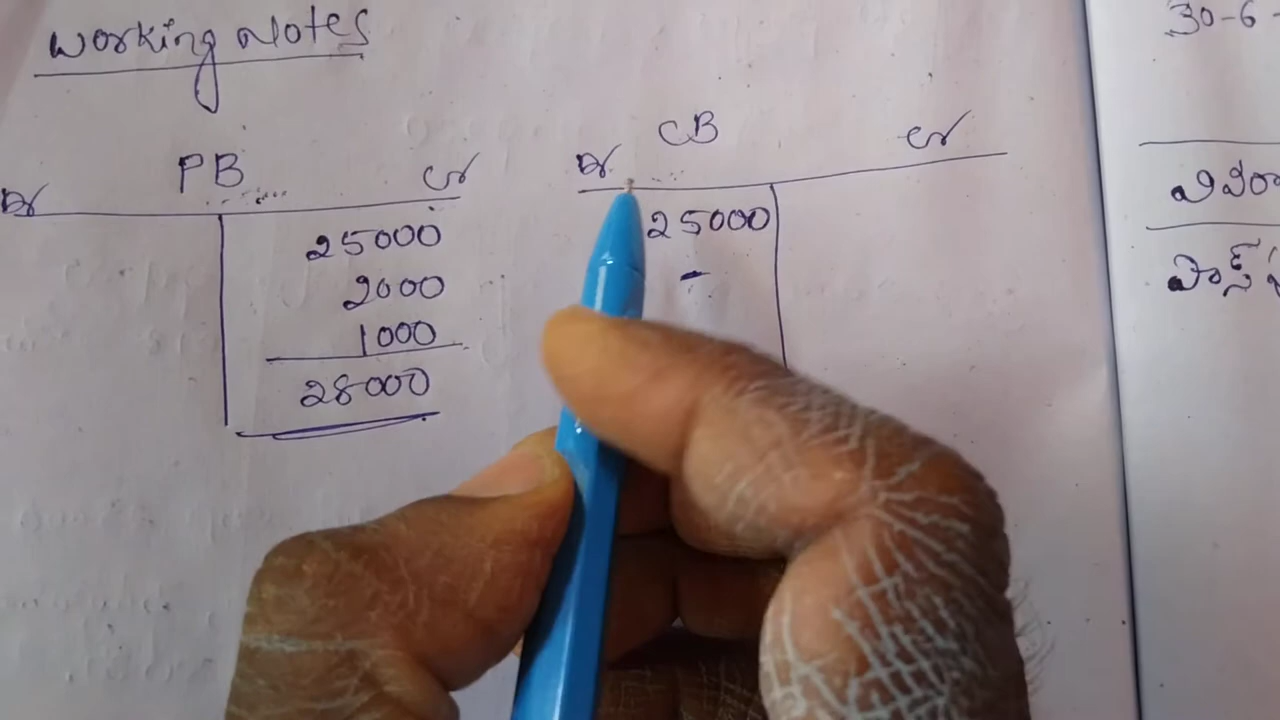 Working Notes
PB
Dr Cr
25000
2000
1000
28000
CB
Dr Cr
25000
-
30-6-